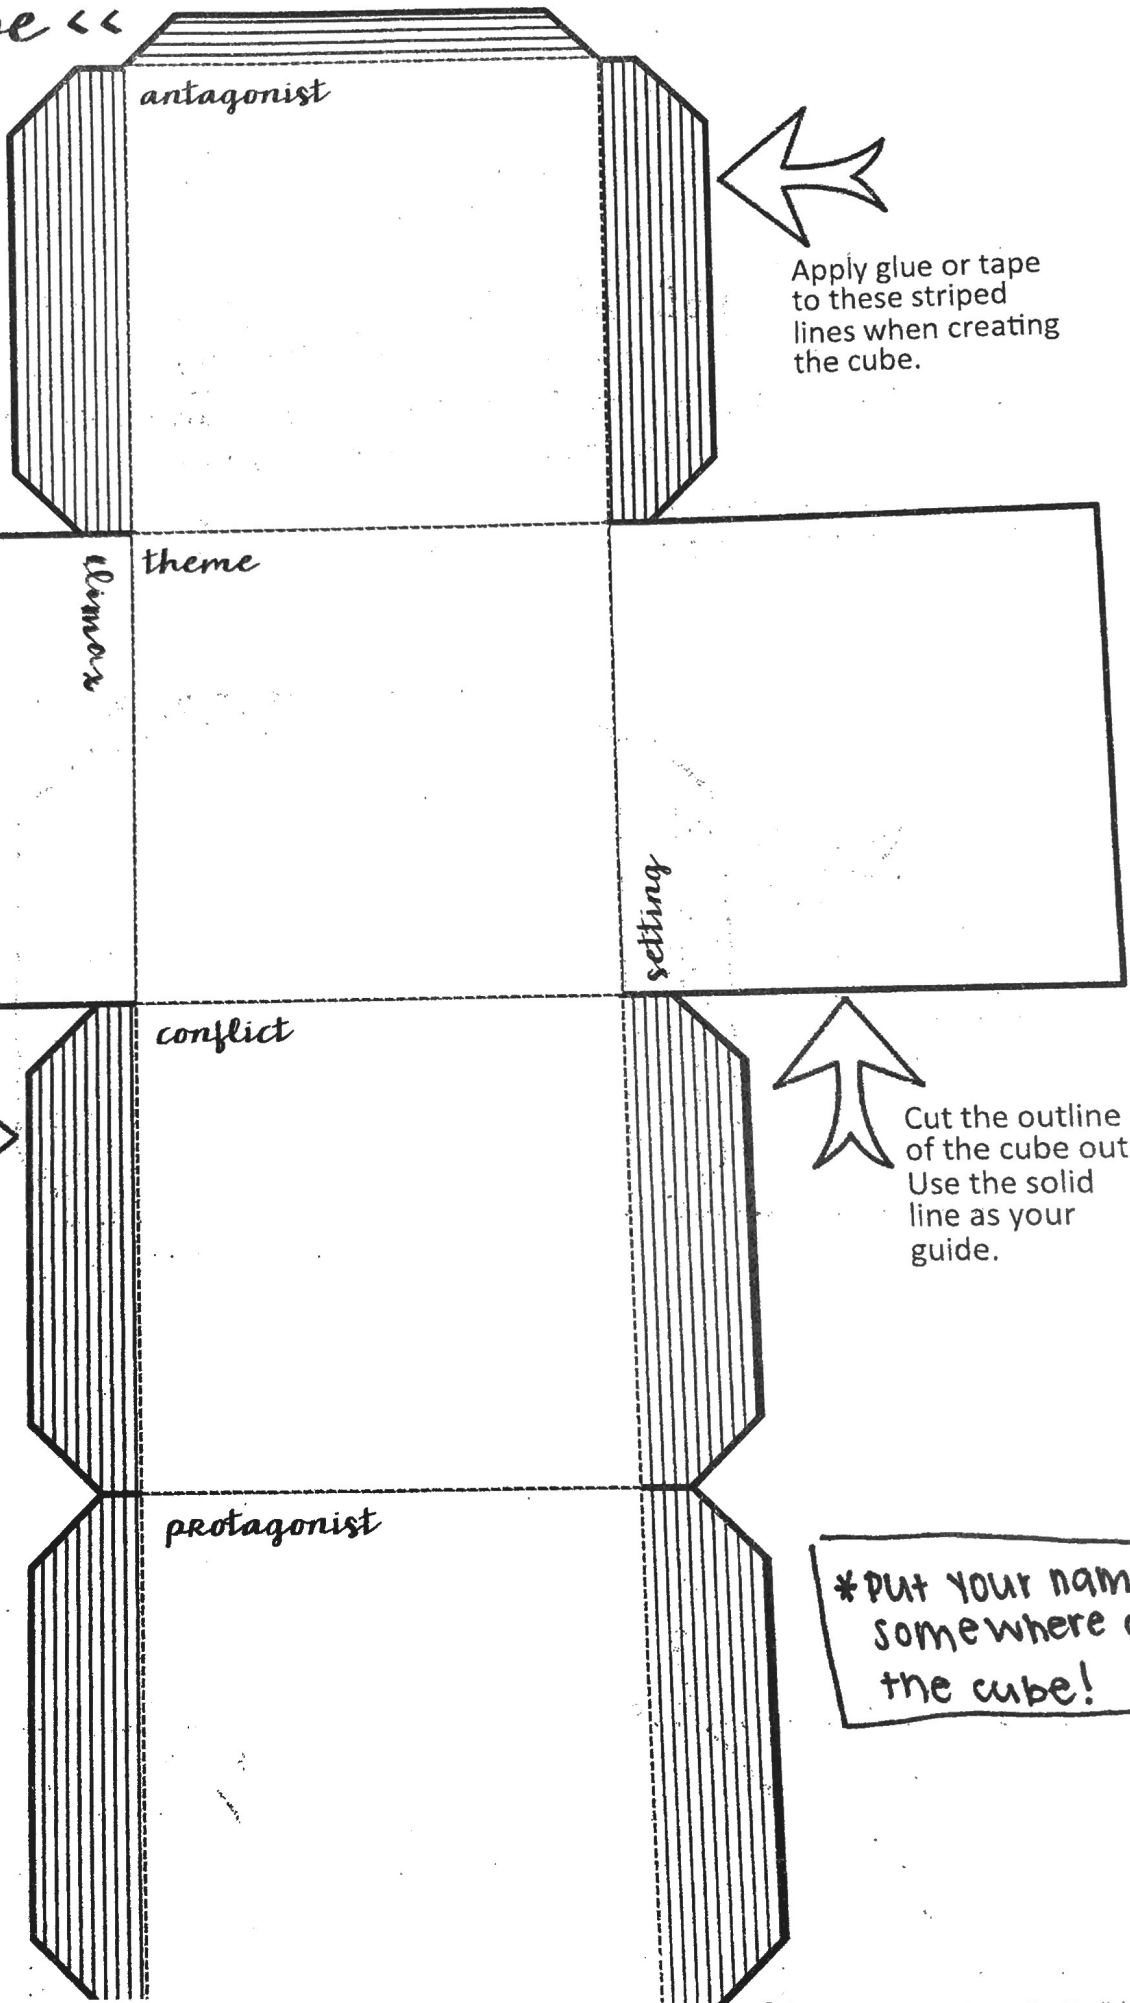 <<
antagonist
Apply glue or tape
to these striped
lines when creating
the cube.
climax
theme
setting
conflict
Cut the outline
of the cube out
Use the solid
line as your
guide.
protagonist
*Put your nam
somewhere
the cube!